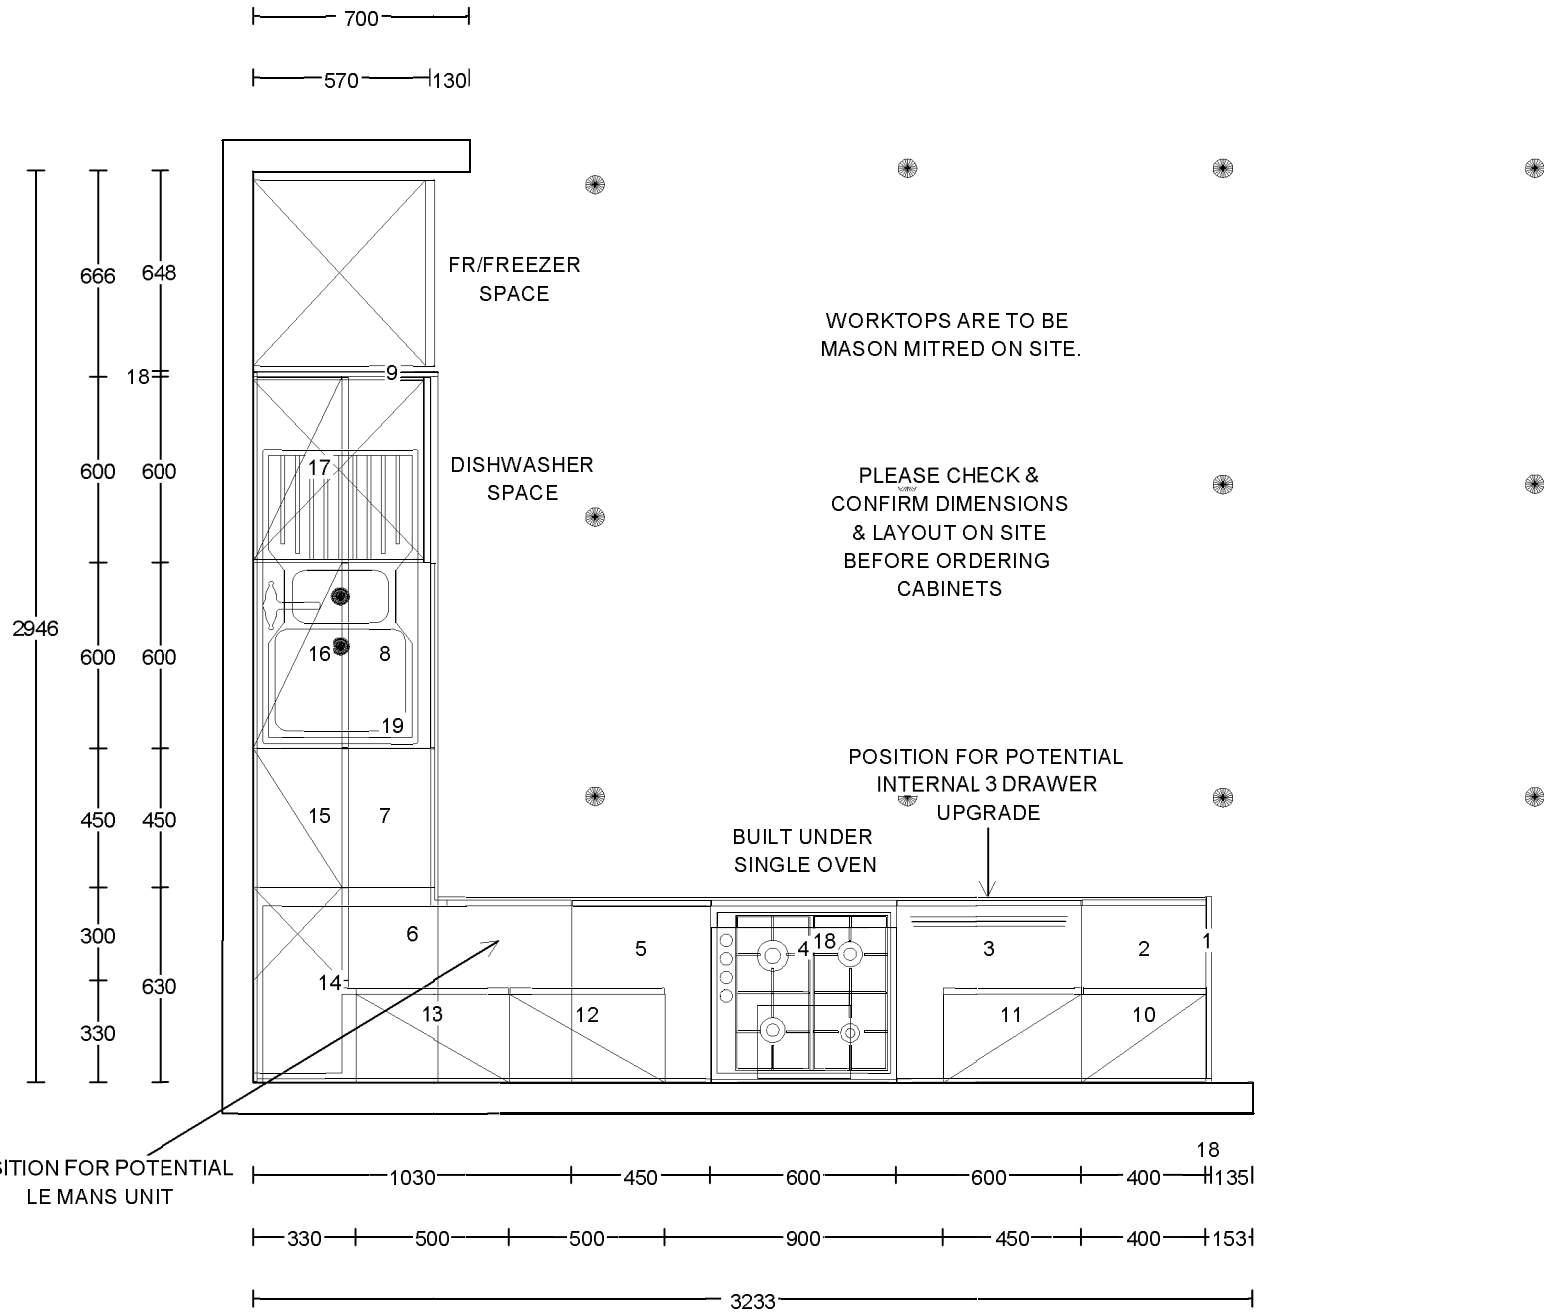 700
570 130
FR/FREEZER
SPACE
666 648
WORKTOPS ARE TO BE
MASON MITRED ON SITE.
18 9
DISHWASHER
SPACE
17
600 600
PLEASE CHECK &
CONFIRM DIMENSIONS
& LAYOUT ON SITE
BEFORE ORDERING
CABINETS
2946
600 600
16 8
19
POSITION FOR POTENTIAL
INTERNAL 3 DRAWER
UPGRADE
450 450
15 7
BUILT UNDER
SINGLE OVEN
300
6 5 4 18 3 2 1
14
630
330
13 12 11 10
SITION FOR POTENTIAL
LE MANS UNIT
18
1030 450 600 600 400 135
330 500 500 900 450 400 153
3233